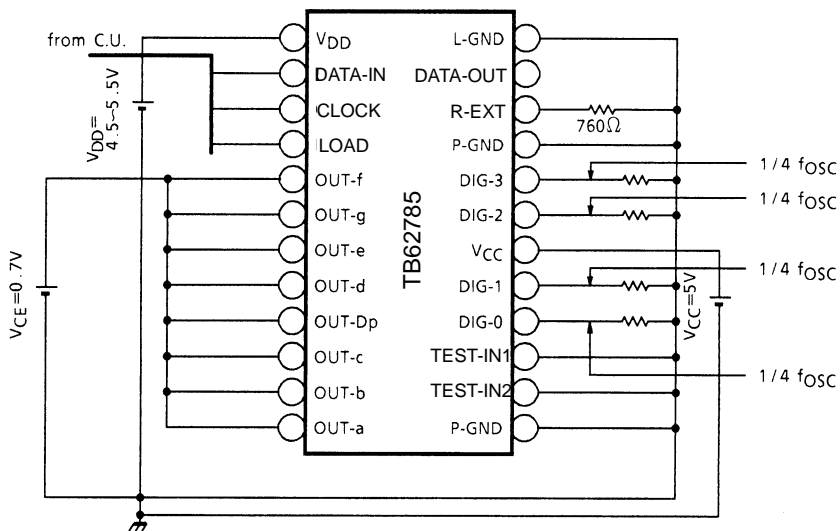 from C.U.
VDD=
4.5~5.5V
VCE=0.7V
VDD
DATA-IN
CLOCK
LOAD
OUT-f
OUT-g
OUT-e
OUT-d
OUT-Dp
OUT-c
OUT-b
OUT-a
TB62785
L-GND
DATA-OUT
R-EXT
P-GND
DIG-3
DIG-2
VCC
DIG-1
DIG-0
TEST-IN1
TEST-IN2
P-GND
760Ω
1/4 fOSC
1/4 fOSC
1/4 fOSC
VCC=5V
1/4 fOSC